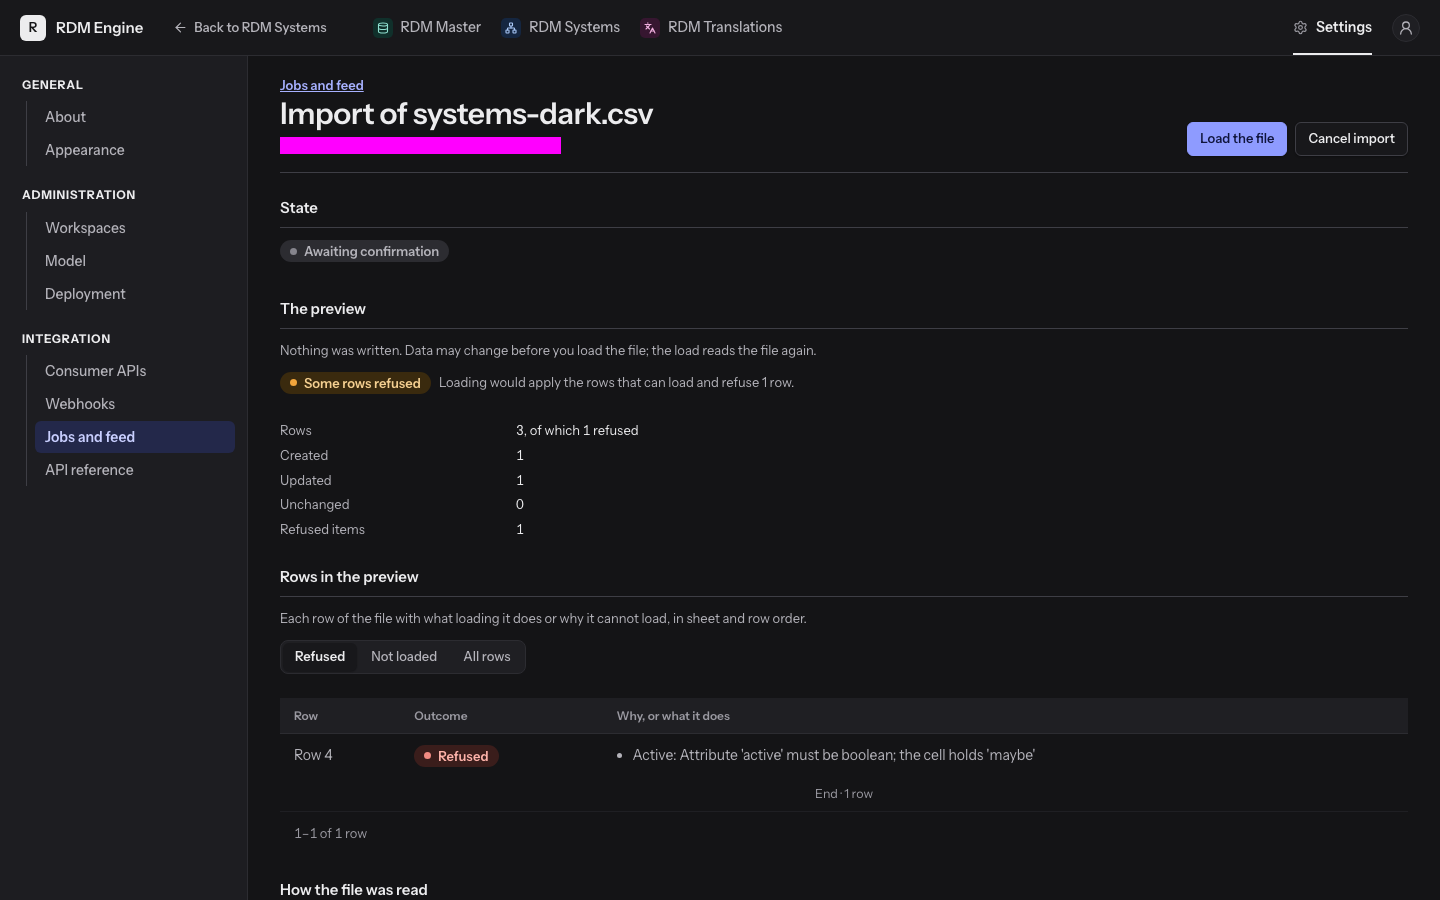 R RDM Engine
Back to RDM Systems
RDM Master
RDM Systems
RDM Translations
Settings
GENERAL
About
Appearance
ADMINISTRATION
Workspaces
Model
Deployment
INTEGRATION
Consumer APIs
Webhooks
Jobs and feed
API reference
Jobs and feed
Import of systems-dark.csv
Load the file
Cancel import
State
Awaiting confirmation
The preview
Nothing was written. Data may change before you load the file; the load reads the file again.
Some rows refused Loading would apply the rows that can load and refuse 1 row.
Rows 3, of which 1 refused
Created 1
Updated 1
Unchanged 0
Refused items 1
Rows in the preview
Each row of the file with what loading it does or why it cannot load, in sheet and row order.
Refused Not loaded All rows
Row Outcome Why, or what it does
Row 4 Refused • Active: Attribute 'active' must be boolean; the cell holds 'maybe'
End · 1 row
1–1 of 1 row
How the file was read